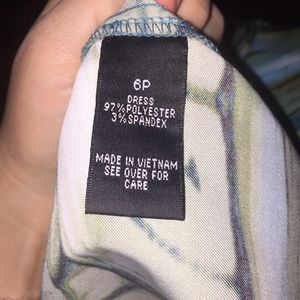 6P
DRESS
97% POLYESTER
3% SPANDEX
MADE IN VIETNAM
SEE OVER FOR
CARE